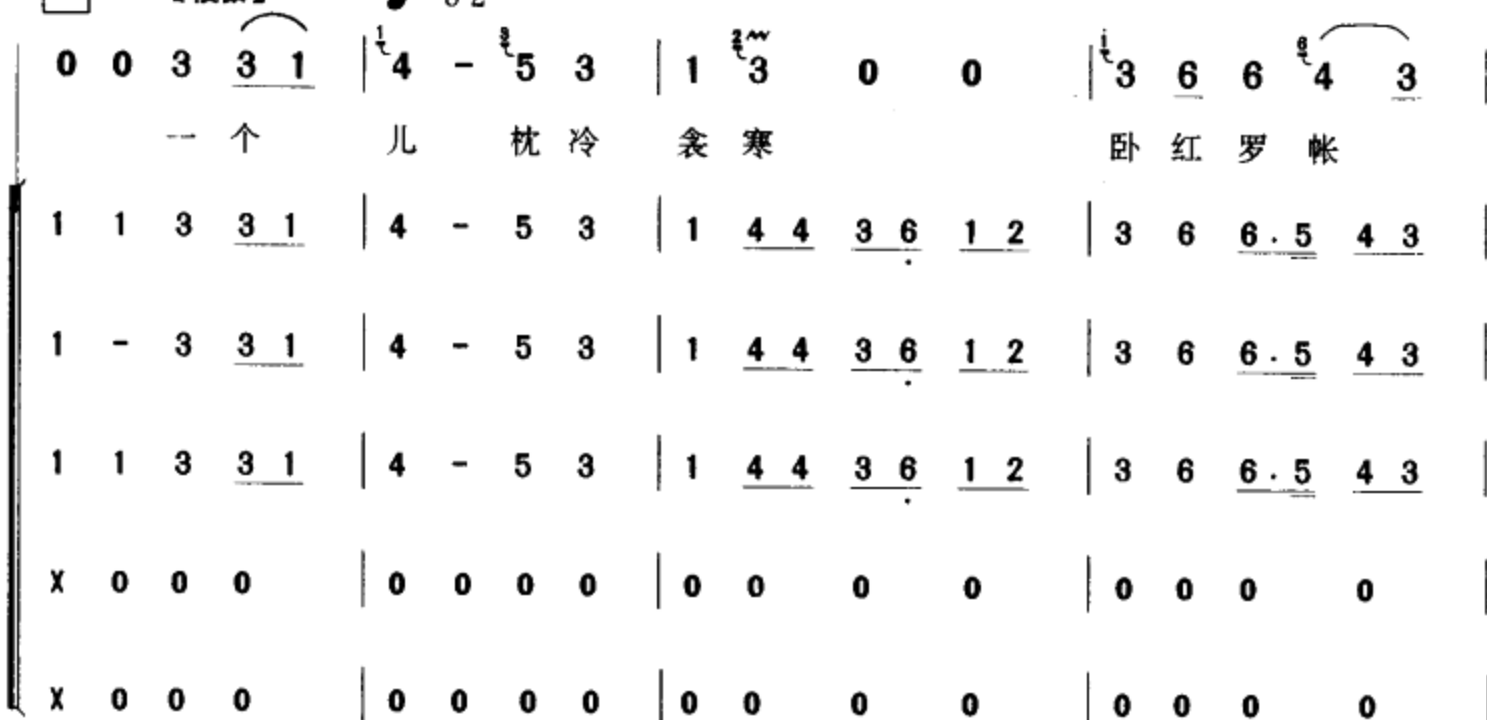 0 0 3 3 1 | 4 - 5 3 | 1 3 0 0 | 3 6 6 4 3 |
一个 儿 枕冷 衾寒 卧红罗帐
1 1 3 3 1 | 4 - 5 3 | 1 4 4 3 6 1 2 | 3 6 6 . 5 4 3 |
1 - 3 3 1 | 4 - 5 3 | 1 4 4 3 6 1 2 | 3 6 6 . 5 4 3 |
1 1 3 3 1 | 4 - 5 3 | 1 4 4 3 6 1 2 | 3 6 6 . 5 4 3 |
X 0 0 0 | 0 0 0 0 | 0 0 0 0 | 0 0 0 0 |
X 0 0 0 | 0 0 0 0 | 0 0 0 0 | 0 0 0 0